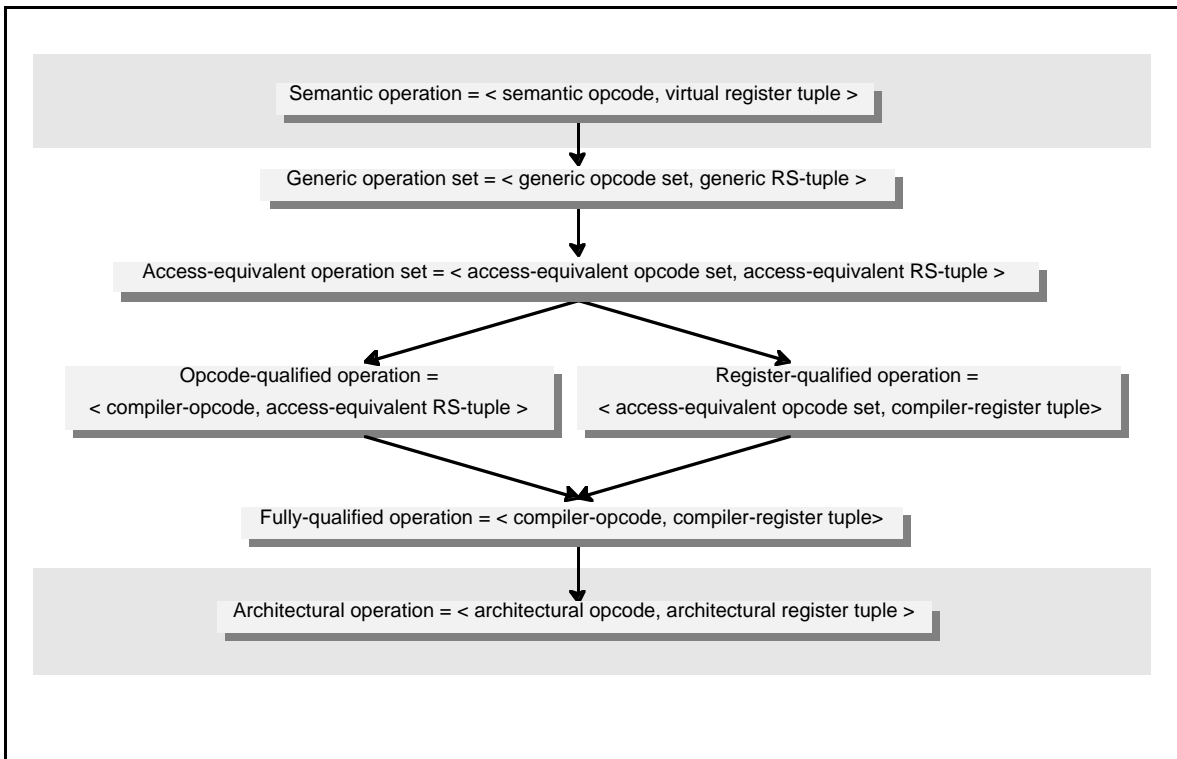 Semantic operation = < semantic opcode, virtual register tuple >
Generic operation set = < generic opcode set, generic RS-tuple >
Access-equivalent operation set = < access-equivalent opcode set, access-equivalent RS-tuple >
Opcode-qualified operation =
< compiler-opcode, access-equivalent RS-tuple >
Register-qualified operation =
< access-equivalent opcode set, compiler-register tuple>
Fully-qualified operation = < compiler-opcode, compiler-register tuple>
Architectural operation = < architectural opcode, architectural register tuple >